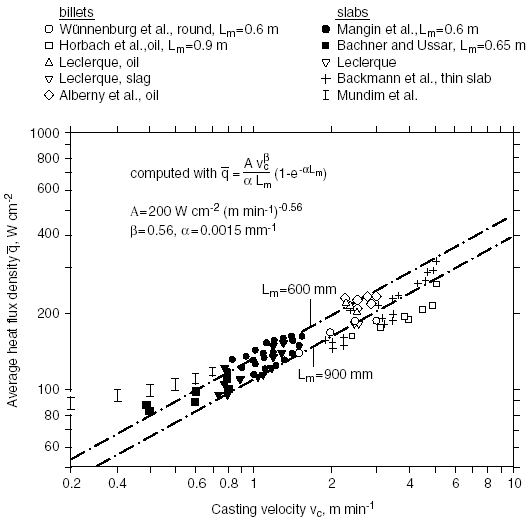 billets
Wünnenburg et al., round, Lm=0.6 m
Horbach et al.,oil, Lm=0.9 m
Leclerque, oil
Leclerque, slag
Alberny et al., oil
slabs
Mangin et al.,Lm=0.6 m
Bachner and Ussar, Lm=0.65 m
Leclerque
Backmann et al., thin slab
Mundim et al.
Average heat flux density q̅, W cm-2
1000
800
600
400
200
100
80
60
computed with q̅ = A vcβ / α Lm (1-e-αLm)
A=200 W cm-2 (m min-1)-0.56
β=0.56, α=0.0015 mm-1
Lm=600 mm
Lm=900 mm
0.2 0.4 0.6 0.8 1 2 4 6 8 10
Casting velocity vc, m min-1